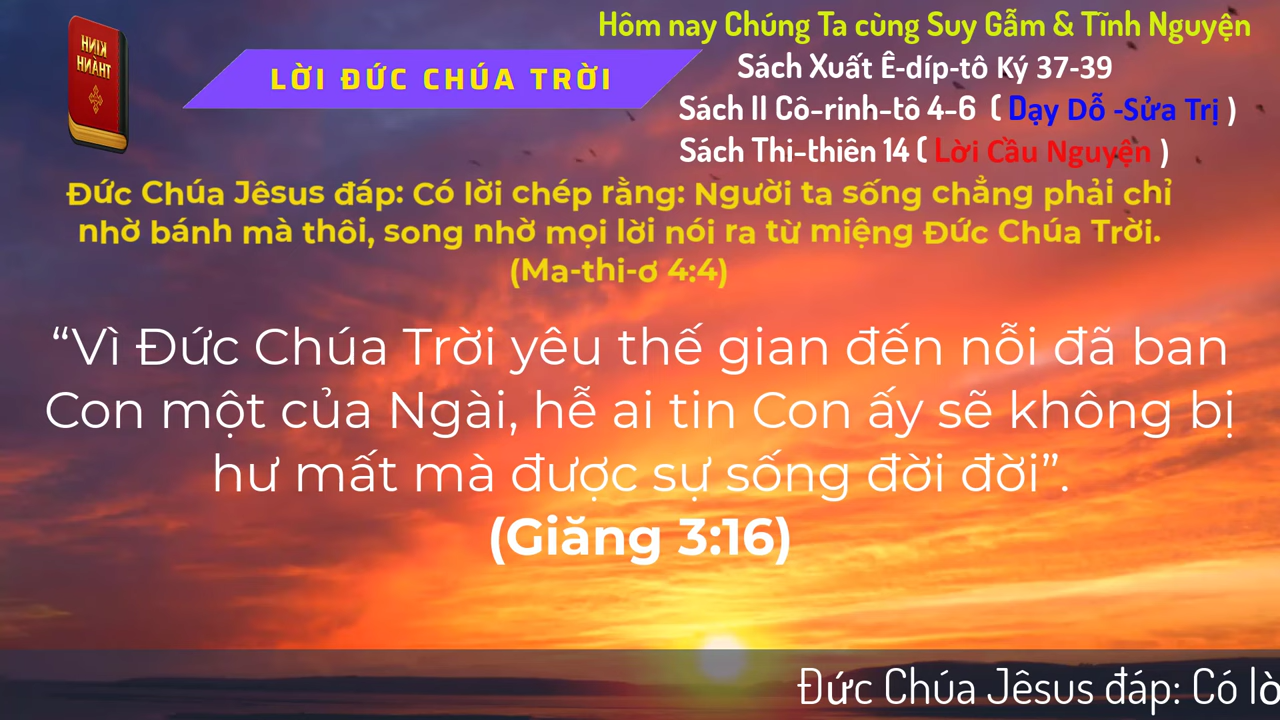 Hôm nay Chúng Ta cùng Suy Gẫm & Tĩnh Nguyện
KINH
THÁNH
LỜI ĐỨC CHÚA TRỜI
Sách Xuất Ê-díp-tô Ký 37-39
Sách II Cô-rinh-tô 4-6 ( Dạy Dỗ -Sửa Trị )
Sách Thi-thiên 14 ( Lời Cầu Nguyện )
Đức Chúa Jêsus đáp: Có lời chép rằng: Người ta sống chẳng phải chỉ
nhờ bánh mà thôi, song nhờ mọi lời nói ra từ miệng Đức Chúa Trời.
(Ma-thi-ơ 4:4)
“Vì Đức Chúa Trời yêu thế gian đến nỗi đã ban
Con một của Ngài, hễ ai tin Con ấy sẽ không bị
hư mất mà được sự sống đời đời”.
(Giăng 3:16)
Đức Chúa Jêsus đáp: Có lờ